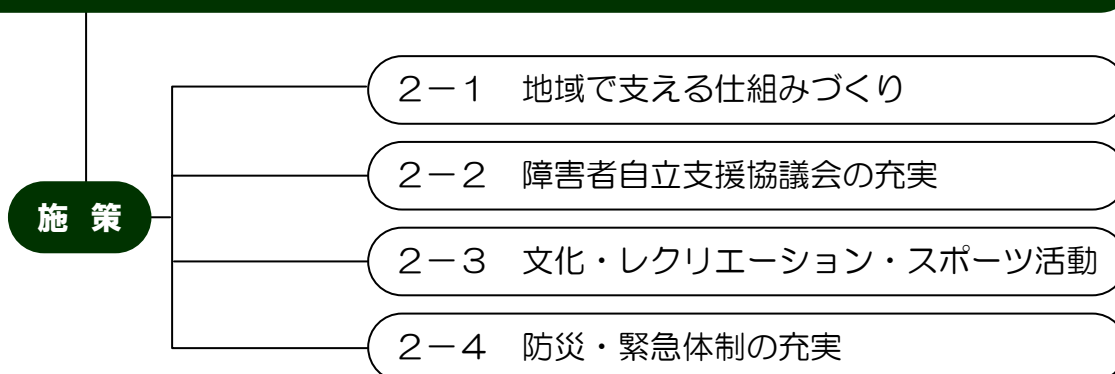 ２－１　地域で支える仕組みづくり
２－２　障害者自立支援協議会の充実
施 策
２－３　文化・レクリエーション・スポーツ活動
２－４　防災・緊急体制の充実